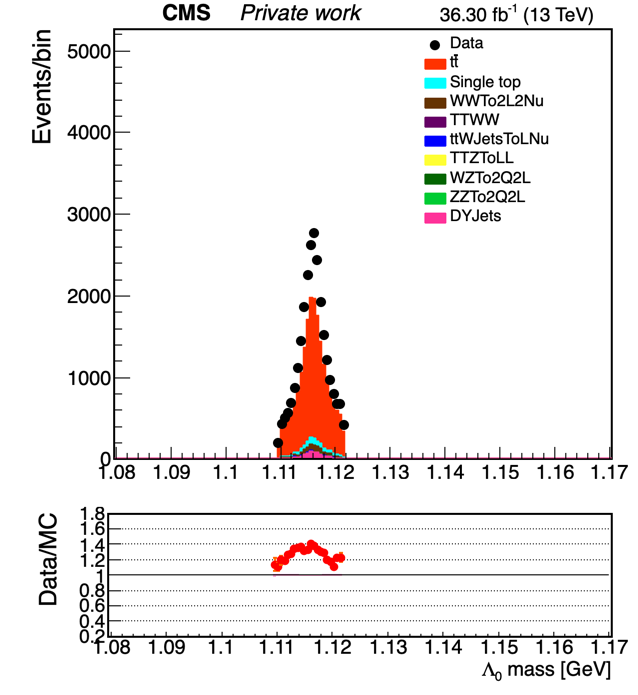 CMS Private work 36.30 fb⁻¹ (13 TeV)
Events/bin
5000
4000
3000
2000
1000
0
Data
tt̄
Single top
WWTo2L2Nu
TTWW
ttWJetsToLNu
TTZToLL
WZTo2Q2L
ZZTo2Q2L
DYJets
1.08 1.09 1.1 1.11 1.12 1.13 1.14 1.15 1.16 1.17
Data/MC
1.8
1.6
1.4
1.2
1
0.8
0.6
0.4
0.2
1.08 1.09 1.1 1.11 1.12 1.13 1.14 1.15 1.16 1.17
Λ₀ mass [GeV]